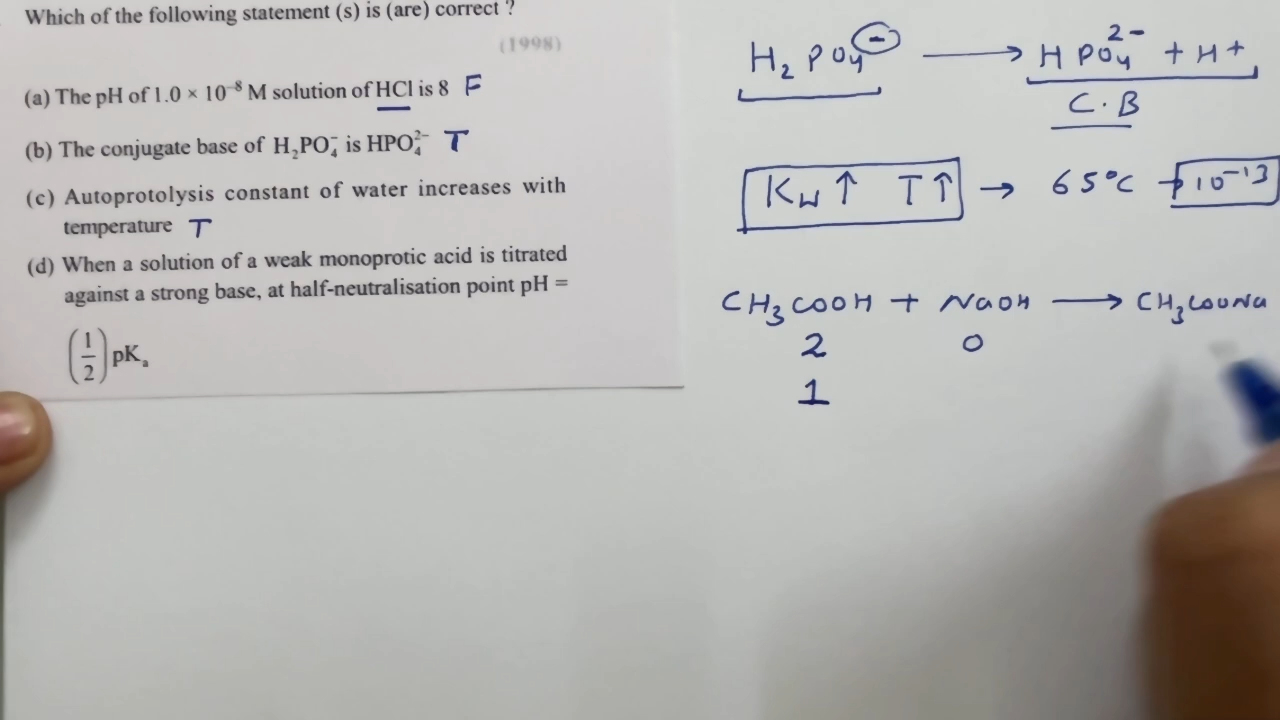 Which of the following statement (s) is (are) correct ?
(1998)
(a) The pH of 1.0 × 10⁻⁸ M solution of HCl is 8 F
(b) The conjugate base of H₂PO₄⁻ is HPO₄²⁻ T
(c) Autoprotolysis constant of water increases with
temperature T
(d) When a solution of a weak monoprotic acid is titrated
against a strong base, at half-neutralisation point pH =
(1/2) pKₐ
H₂PO₄⁻ → HPO₄²⁻ + H+
C.B
Kw ↑ T ↑ → 65°C → 10⁻¹³
CH₃COOH + NaOH → CH₃COONa
2 0
1